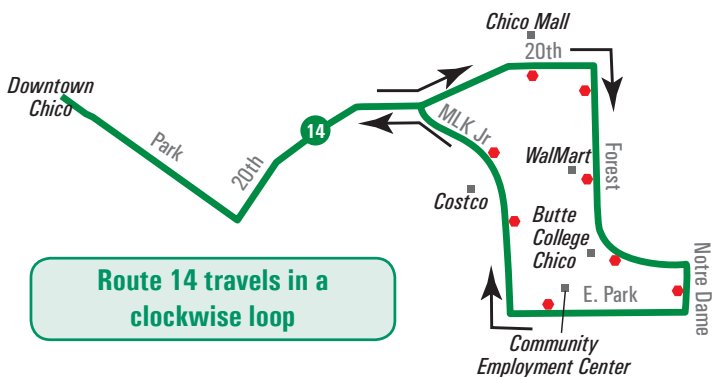 Chico Mall
20th
Downtown
Chico
Park
20th
14
MLK Jr
WalMart
Forest
Costco
Butte
College
Chico
Notre Dame
Route 14 travels in a
clockwise loop
E. Park
Community
Employment Center